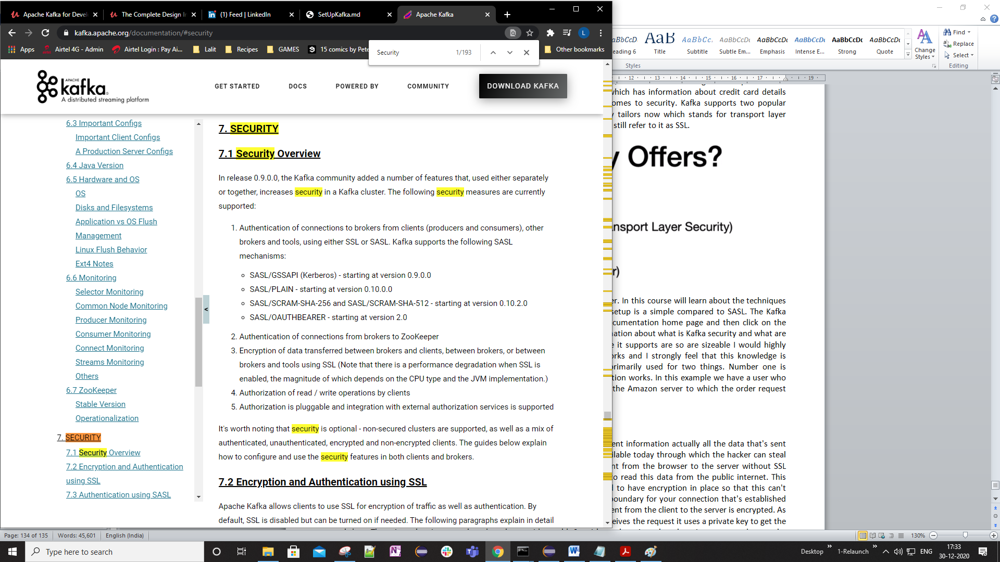 Apache Kafka for Devel
The Complete Design In
(1) Feed | LinkedIn
SetUpKafka.md
Apache Kafka
kafka.apache.org/documentation/#security
L
Apps
Airtel 4G - Admin
Airtel Login : Pay Ai...
Lalit
Recipes
GAMES
15 comics by Pete
Other bookmarks
Security
1/193
APACHE
kafka
A distributed streaming platform
GET STARTED
DOCS
POWERED BY
COMMUNITY
DOWNLOAD KAFKA
6.3 Important Configs
Important Client Configs
A Production Server Configs
6.4 Java Version
6.5 Hardware and OS
OS
Disks and Filesystems
Application vs OS Flush
Management
Linux Flush Behavior
Ext4 Notes
6.6 Monitoring
Selector Monitoring
Common Node Monitoring
Producer Monitoring
Consumer Monitoring
Connect Monitoring
Streams Monitoring
Others
6.7 ZooKeeper
Stable Version
Operationalization
7. SECURITY
7.1 Security Overview
7.2 Encryption and Authentication
using SSL
7.3 Authentication using SASL
<
7. SECURITY
7.1 Security Overview
In release 0.9.0.0, the Kafka community added a number of features that, used either separately
or together, increases security in a Kafka cluster. The following security measures are currently
supported:
1. Authentication of connections to brokers from clients (producers and consumers), other
brokers and tools, using either SSL or SASL. Kafka supports the following SASL
mechanisms:
SASL/GSSAPI (Kerberos) - starting at version 0.9.0.0
SASL/PLAIN - starting at version 0.10.0.0
SASL/SCRAM-SHA-256 and SASL/SCRAM-SHA-512 - starting at version 0.10.2.0
SASL/OAUTHBEARER - starting at version 2.0
2. Authentication of connections from brokers to ZooKeeper
3. Encryption of data transferred between brokers and clients, between brokers, or between
brokers and tools using SSL (Note that there is a performance degradation when SSL is
enabled, the magnitude of which depends on the CPU type and the JVM implementation.)
4. Authorization of read / write operations by clients
5. Authorization is pluggable and integration with external authorization services is supported
It's worth noting that security is optional - non-secured clusters are supported, as well as a mix of
authenticated, unauthenticated, encrypted and non-encrypted clients. The guides below explain
how to configure and use the security features in both clients and brokers.
7.2 Encryption and Authentication using SSL
Apache Kafka allows clients to use SSL for encryption of traffic as well as authentication. By
default, SSL is disabled but can be turned on if needed. The following paragraphs explain in detail
aBbCcD
AaB
AaBbCc.
AaBbCcDc
AaBbCcDc
AaBbCcDc
AaBbCcDc
AaBbCcDc
eading 6
Title
Subtitle
Subtle Em...
Emphasis
Intense E...
Strong
Quote
Change
Styles
Find
Replace
Select
Styles
Editing
12 13 14 15 16 17 19
which has information about credit card details
omes to security. Kafka supports two popular
tailors now which stands for transport layer
still refer to it as SSL.
y Offers?
nsport Layer Security)
r)
er. In this course will learn about the techniques
setup is a simple compared to SASL. The Kafka
cumentation home page and then click on the
ation about what is Kafka security and what are
e it supports are so are sizeable I would highly
rks and I strongly feel that this knowledge is
primarily used for two things. Number one is
tion works. In this example we have a user who
the Amazon server to which the order request
ent information actually all the data that's sent
ilable today through which the hacker can steal
nt from the browser to the server without SSL
o read this data from the public internet. This
l to have encryption in place so that this can't
boundary for your connection that's established
ent from the client to the server is encrypted. As
eives the request it uses a private key to get the
Page: 134 of 135
Words: 45,601
English (India)
130%
Type here to search
Desktop
1-Relaunch
ENG
17:33
30-12-2020